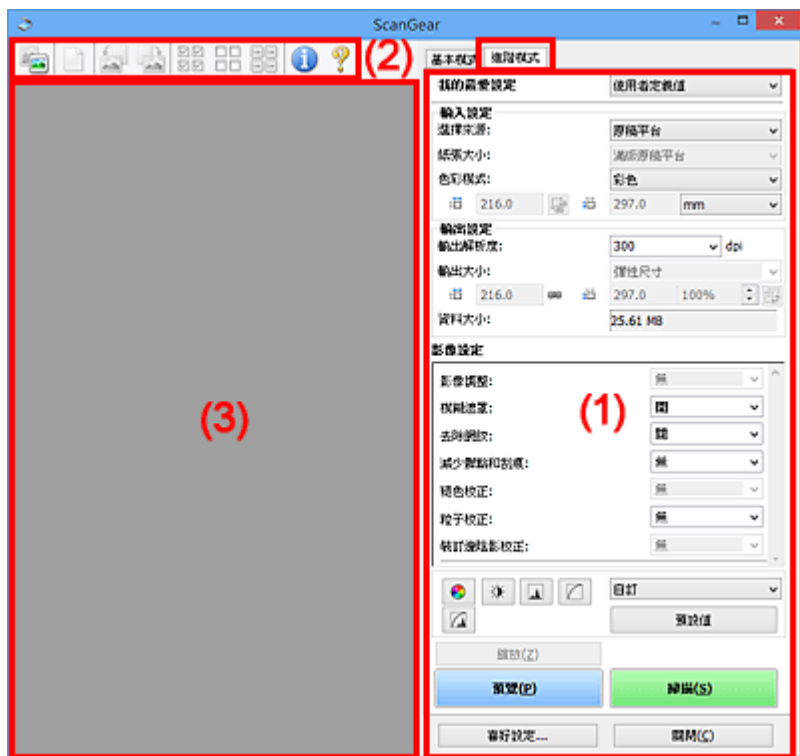 ScanGear
(2)
基本模式 進階模式
我的最愛設定 使用者定義值
輸入設定
選擇來源: 原稿平台
紙張大小: 滿版原稿平台
色彩模式: 彩色
216.0 297.0 mm
輸出設定
輸出解析度: 300 dpi
輸出大小: 彈性尺寸
216.0 297.0 100%
資料大小: 25.61 MB
影像設定
影像調整: 無
(3)
(1)
模糊遮罩: 開
去除網紋: 關
減少髒點和刮痕: 無
褪色校正: 無
粒子校正: 無
裝訂邊陰影校正: 無
自訂
預設值
縮放(Z)
預覽(P) 掃描(S)
喜好設定... 關閉(C)